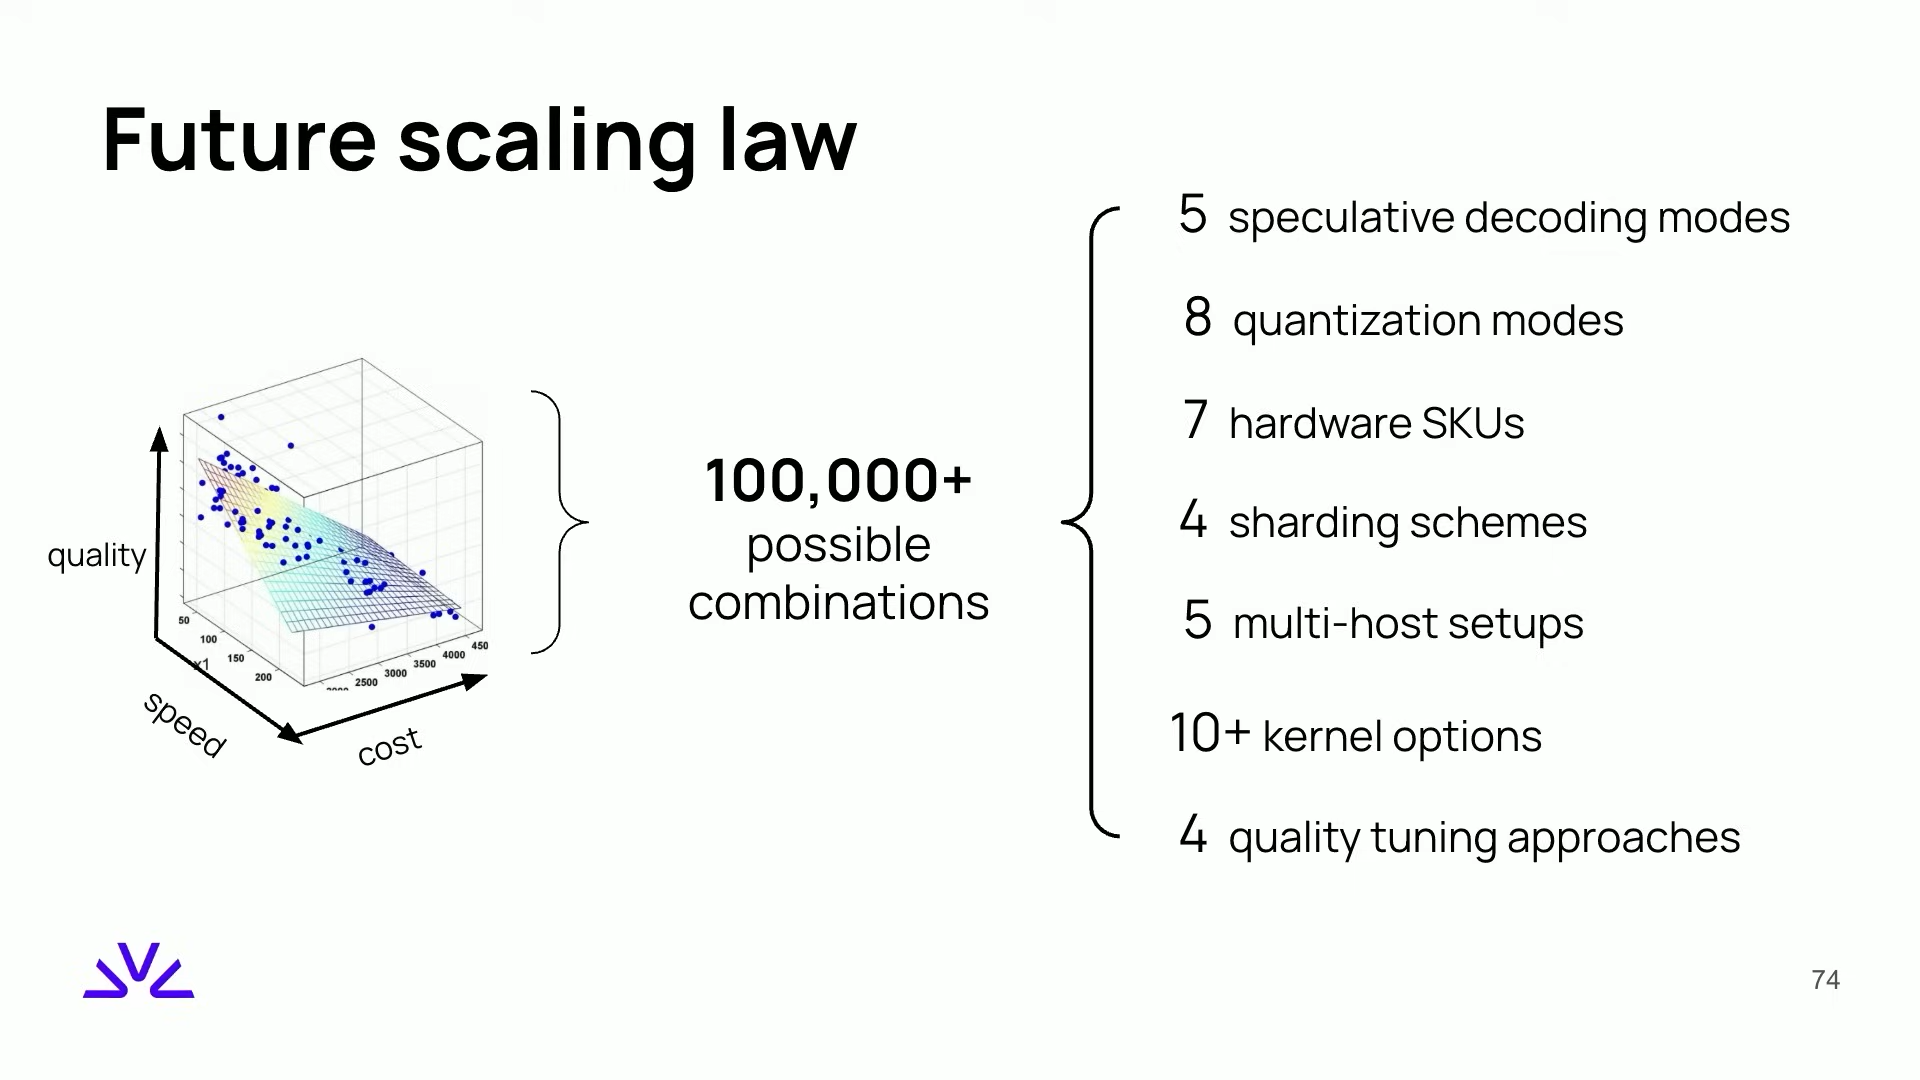 Future scaling law
5 speculative decoding modes
8 quantization modes
7 hardware SKUs
4 sharding schemes
5 multi-host setups
10+ kernel options
4 quality tuning approaches
100,000+
possible
combinations
quality
speed
cost
50
100
150
200
x1
2500
3000
3500
4000
450
74